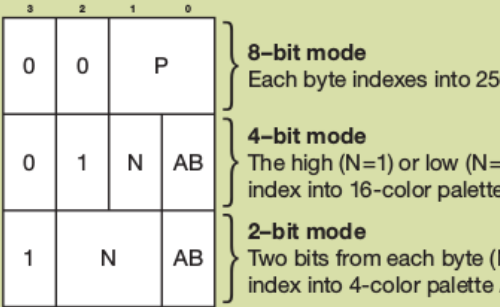 3 2 1 0
0 0 P
8–bit mode
Each byte indexes into 25
0 1 N AB
4–bit mode
The high (N=1) or low (N=
index into 16-color palette
1 N AB
2–bit mode
Two bits from each byte (
index into 4-color palette